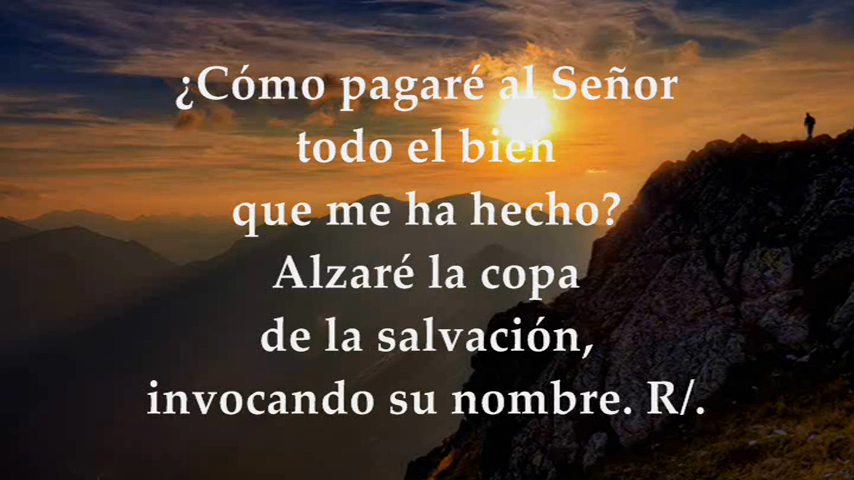 ¿Cómo pagaré al Señor
todo el bien
que me ha hecho?
Alzaré la copa
de la salvación,
invocando su nombre. R/.